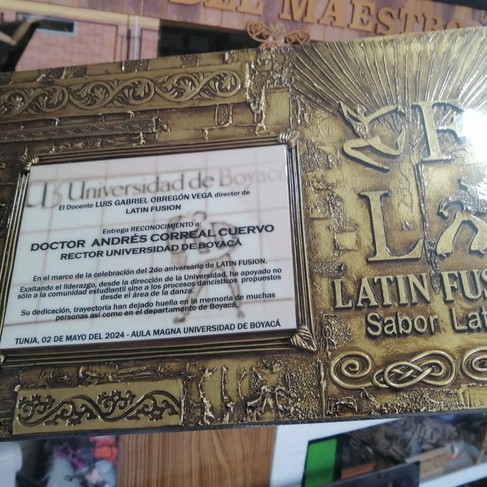 DEL MAESTRO
Universidad de Boyacá
El Docente LUIS GABRIEL OBREGÓN VEGA director de
LATIN FUSION
Entrega RECONOCIMIENTO a:
DOCTOR ANDRÉS CORREAL CUERVO
RECTOR UNIVERSIDAD DE BOYACÁ
En el marco de la celebración del 2do aniversario de LATIN FUSION.
Exaltando el liderazgo, desde la dirección de la Universidad, ha apoyado no
sólo a la comunidad estudiantil sino a los procesos dancísticos propuestos
desde el área de la danza.
Su dedicación, trayectoria han dejado huella en la memoria de muchas
personas así como en el departamento de Boyacá.
TUNJA, 02 DE MAYO DEL 2024 - AULA MAGNA UNIVERSIDAD DE BOYACÁ
LATIN FUS
Sabor Lat